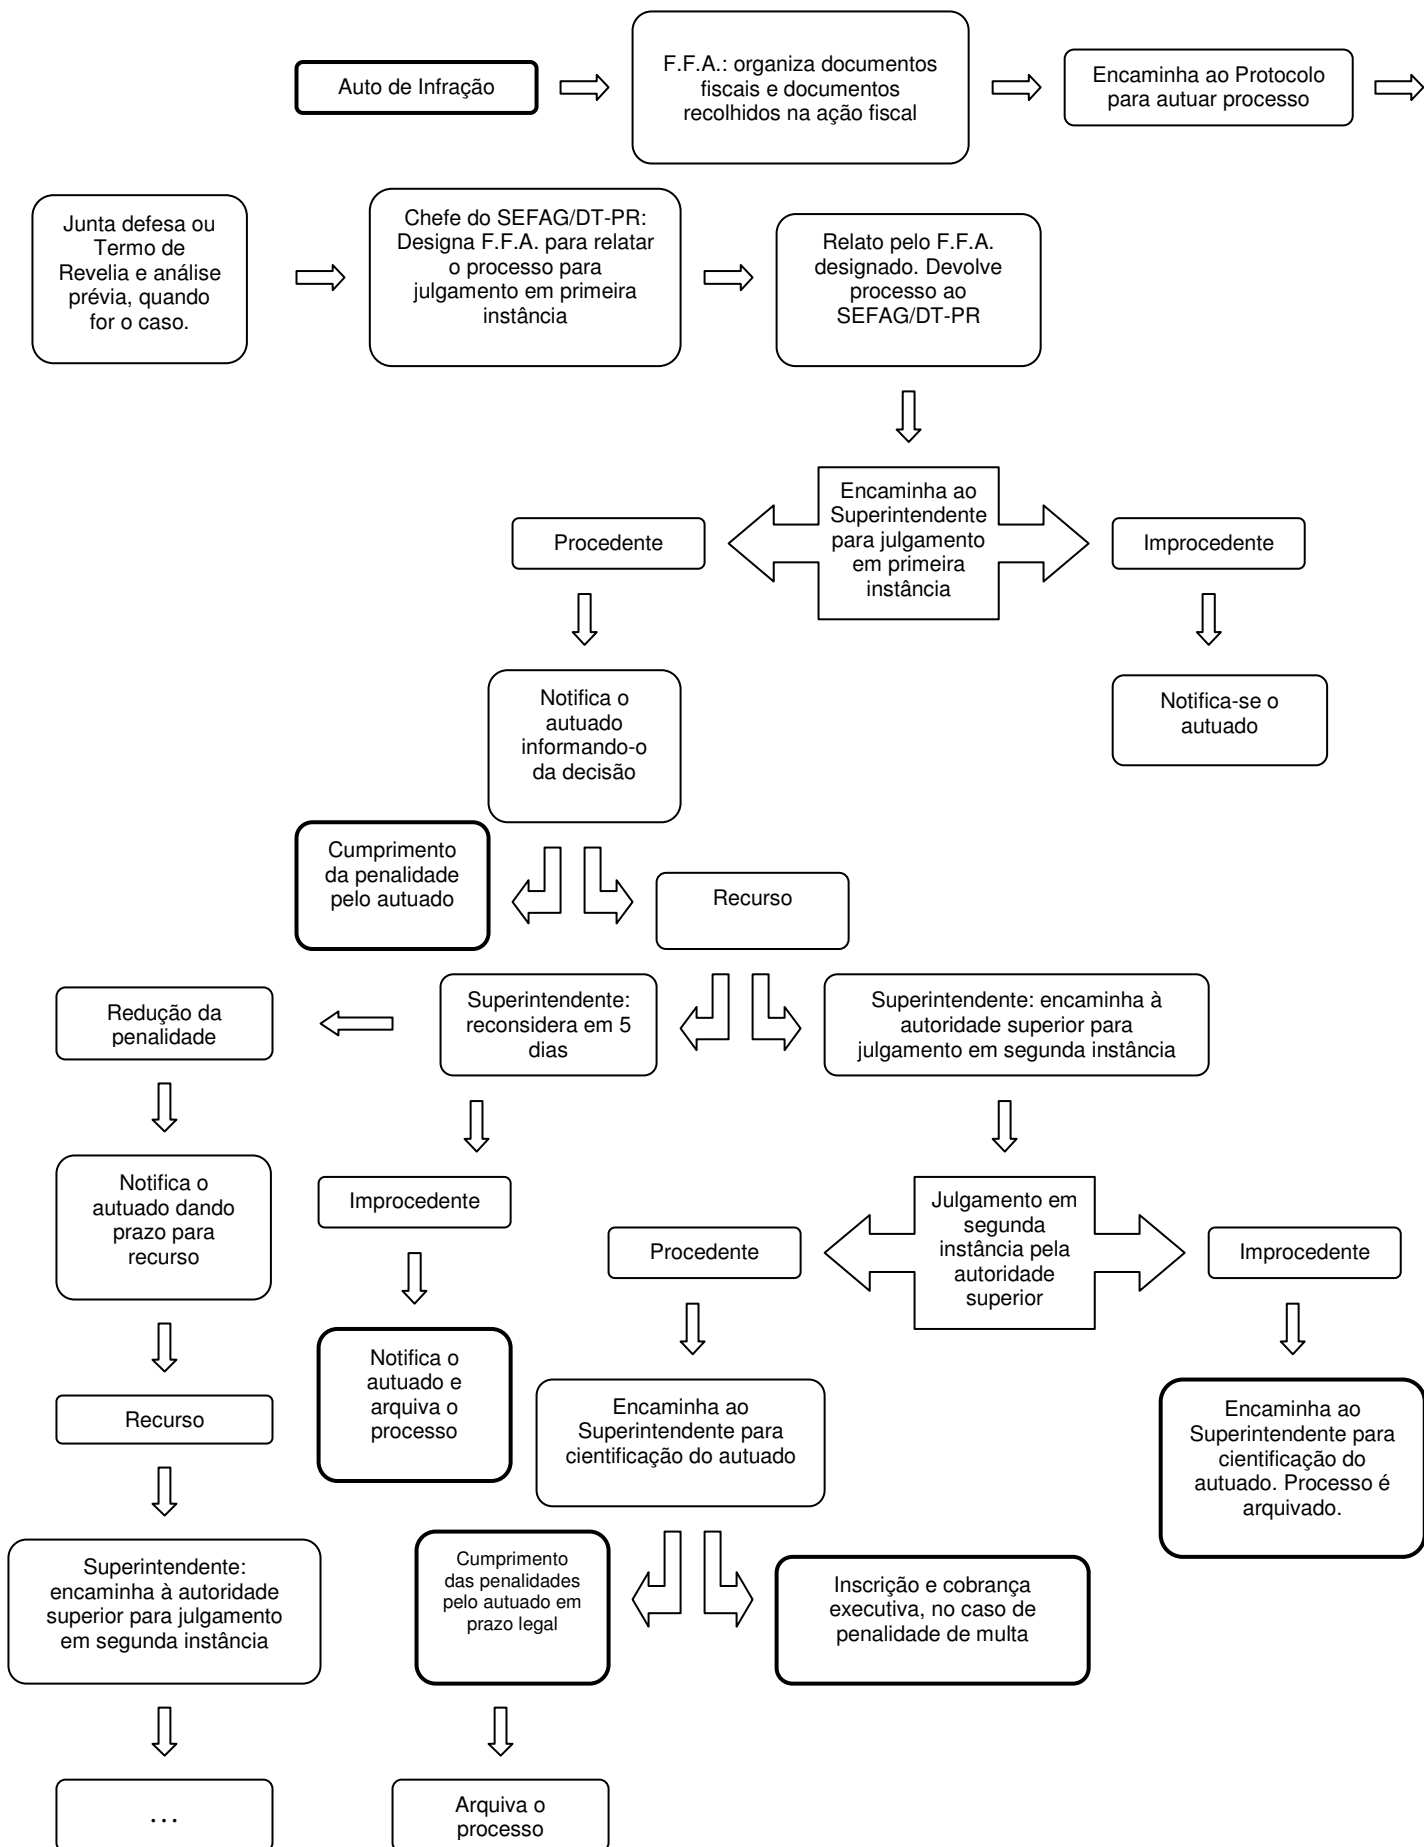 Auto de Infração
F.F.A.: organiza documentos
fiscais e documentos
recolhidos na ação fiscal
Encaminha ao Protocolo
para autuar processo
Junta defesa ou
Termo de
Revelia e análise
prévia, quando
for o caso.
Chefe do SEFAG/DT-PR:
Designa F.F.A. para relatar
o processo para
julgamento em primeira
instância
Relato pelo F.F.A.
designado. Devolve
processo ao
SEFAG/DT-PR
Procedente
Encaminha ao
Superintendente
para julgamento
em primeira
instância
Improcedente
Notifica o
autuado
informando-o
da decisão
Notifica-se o
autuado
Cumprimento
da penalidade
pelo autuado
Recurso
Redução da
penalidade
Superintendente:
reconsidera em 5
dias
Superintendente: encaminha à
autoridade superior para
julgamento em segunda instância
Notifica o
autuado dando
prazo para
recurso
Improcedente
Procedente
Julgamento em
segunda
instância pela
autoridade
superior
Improcedente
Recurso
Notifica o
autuado e
arquiva o
processo
Encaminha ao
Superintendente para
cientificação do autuado
Encaminha ao
Superintendente para
cientificação do
autuado. Processo é
arquivado.
Superintendente:
encaminha à autoridade
superior para julgamento
em segunda instância
Cumprimento
das penalidades
pelo autuado em
prazo legal
Inscrição e cobrança
executiva, no caso de
penalidade de multa
...
Arquiva o
processo